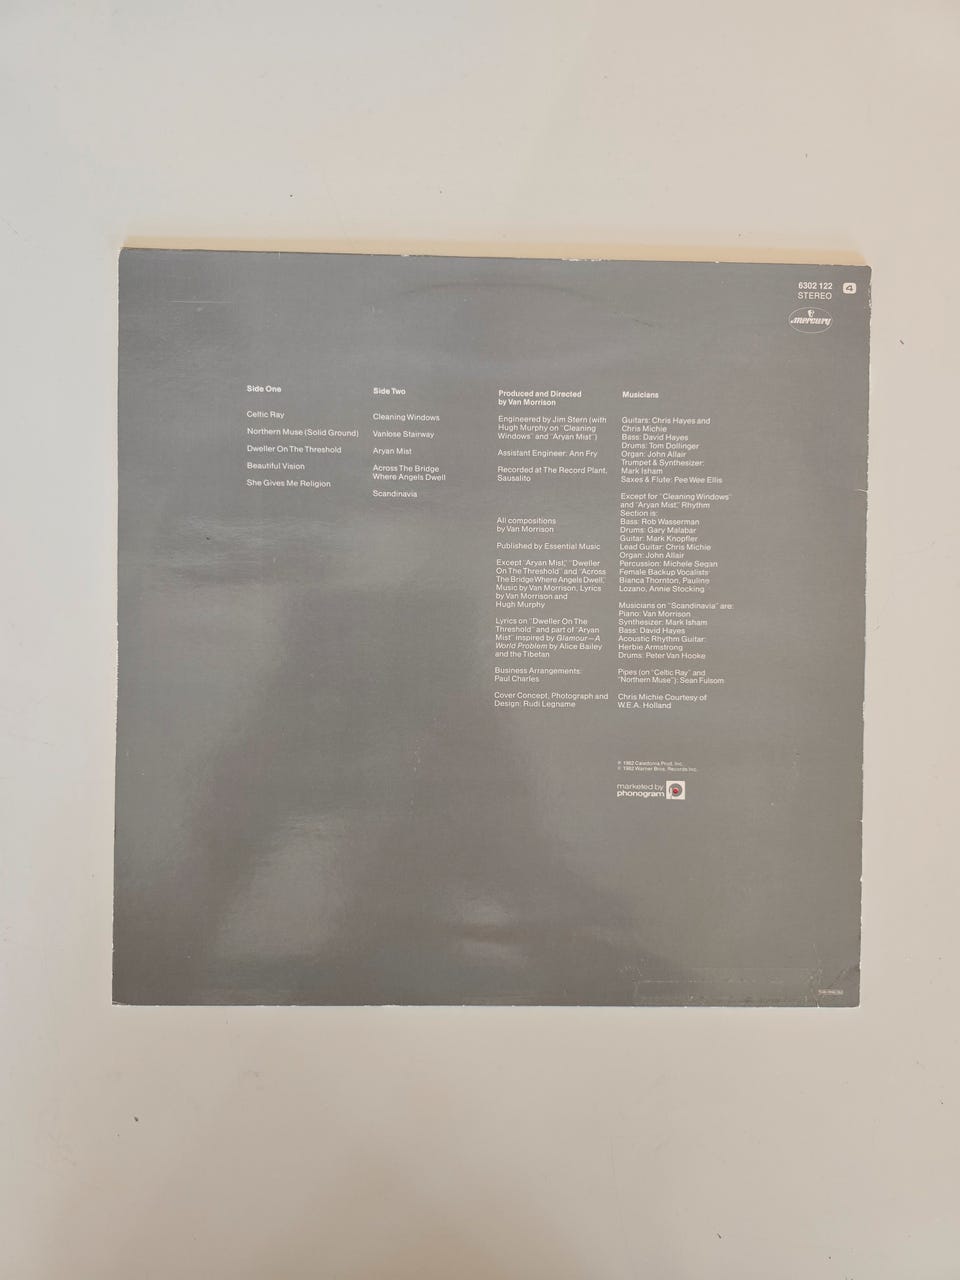 6302 122 4
STEREO
mercury
Side One
Celtic Ray
Northern Muse (Solid Ground)
Dweller On The Threshold
Beautiful Vision
She Gives Me Religion
Side Two
Cleaning Windows
Vanlose Stairway
Aryan Mist
Across The Bridge
Where Angels Dwell
Scandinavia
Produced and Directed
by Van Morrison
Engineered by Jim Stern (with
Hugh Murphy on "Cleaning
Windows" and "Aryan Mist")
Assistant Engineer: Ann Fry
Recorded at The Record Plant,
Sausalito
All compositions
by Van Morrison
Published by Essential Music
Except "Aryan Mist," "Dweller
On The Threshold" and "Across
The Bridge Where Angels Dwell,"
Music by Van Morrison, Lyrics
by Van Morrison and
Hugh Murphy
Lyrics on "Dweller On The
Threshold" and part of "Aryan
Mist" inspired by Glamour—A
World Problem by Alice Bailey
and the Tibetan
Business Arrangements:
Paul Charles
Cover Concept, Photograph and
Design: Rudi Legname
Musicians
Guitars: Chris Hayes and
Chris Michie
Bass: David Hayes
Drums: Tom Dollinger
Organ: John Allair
Trumpet & Synthesizer:
Mark Isham
Saxes & Flute: Pee Wee Ellis
Except for "Cleaning Windows"
and "Aryan Mist," Rhythm
Section is:
Bass: Rob Wasserman
Drums: Gary Malabar
Guitar: Mark Knopfler
Lead Guitar: Chris Michie
Organ: John Allair
Percussion: Michele Segan
Female Backup Vocalists:
Bianca Thornton, Pauline
Lozano, Annie Stocking
Musicians on "Scandinavia" are:
Piano: Van Morrison
Synthesizer: Mark Isham
Bass: David Hayes
Acoustic Rhythm Guitar:
Herbie Armstrong
Drums: Peter Van Hooke
Pipes (on "Celtic Ray" and
"Northern Muse"): Sean Fulsom
Chris Michie Courtesy of
W.E.A. Holland
℗ 1982 Caledonia Prod. Inc.
© 1982 Warner Bros. Records Inc.
marketed by
phonogram